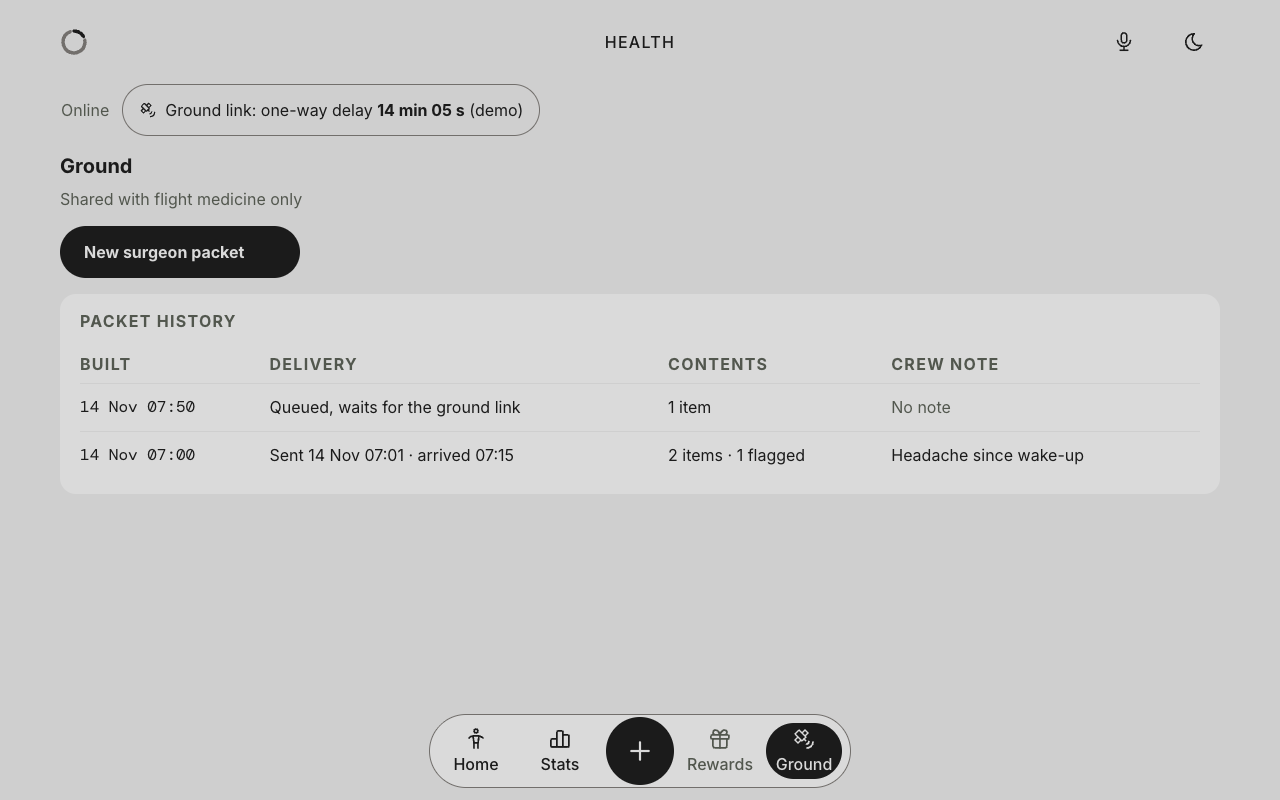 HEALTH
Online
Ground link: one-way delay 14 min 05 s (demo)
Ground
Shared with flight medicine only
New surgeon packet
PACKET HISTORY
BUILT DELIVERY CONTENTS CREW NOTE
14 Nov 07:50 Queued, waits for the ground link 1 item No note
14 Nov 07:00 Sent 14 Nov 07:01 · arrived 07:15 2 items · 1 flagged Headache since wake-up
Home Stats Rewards Ground